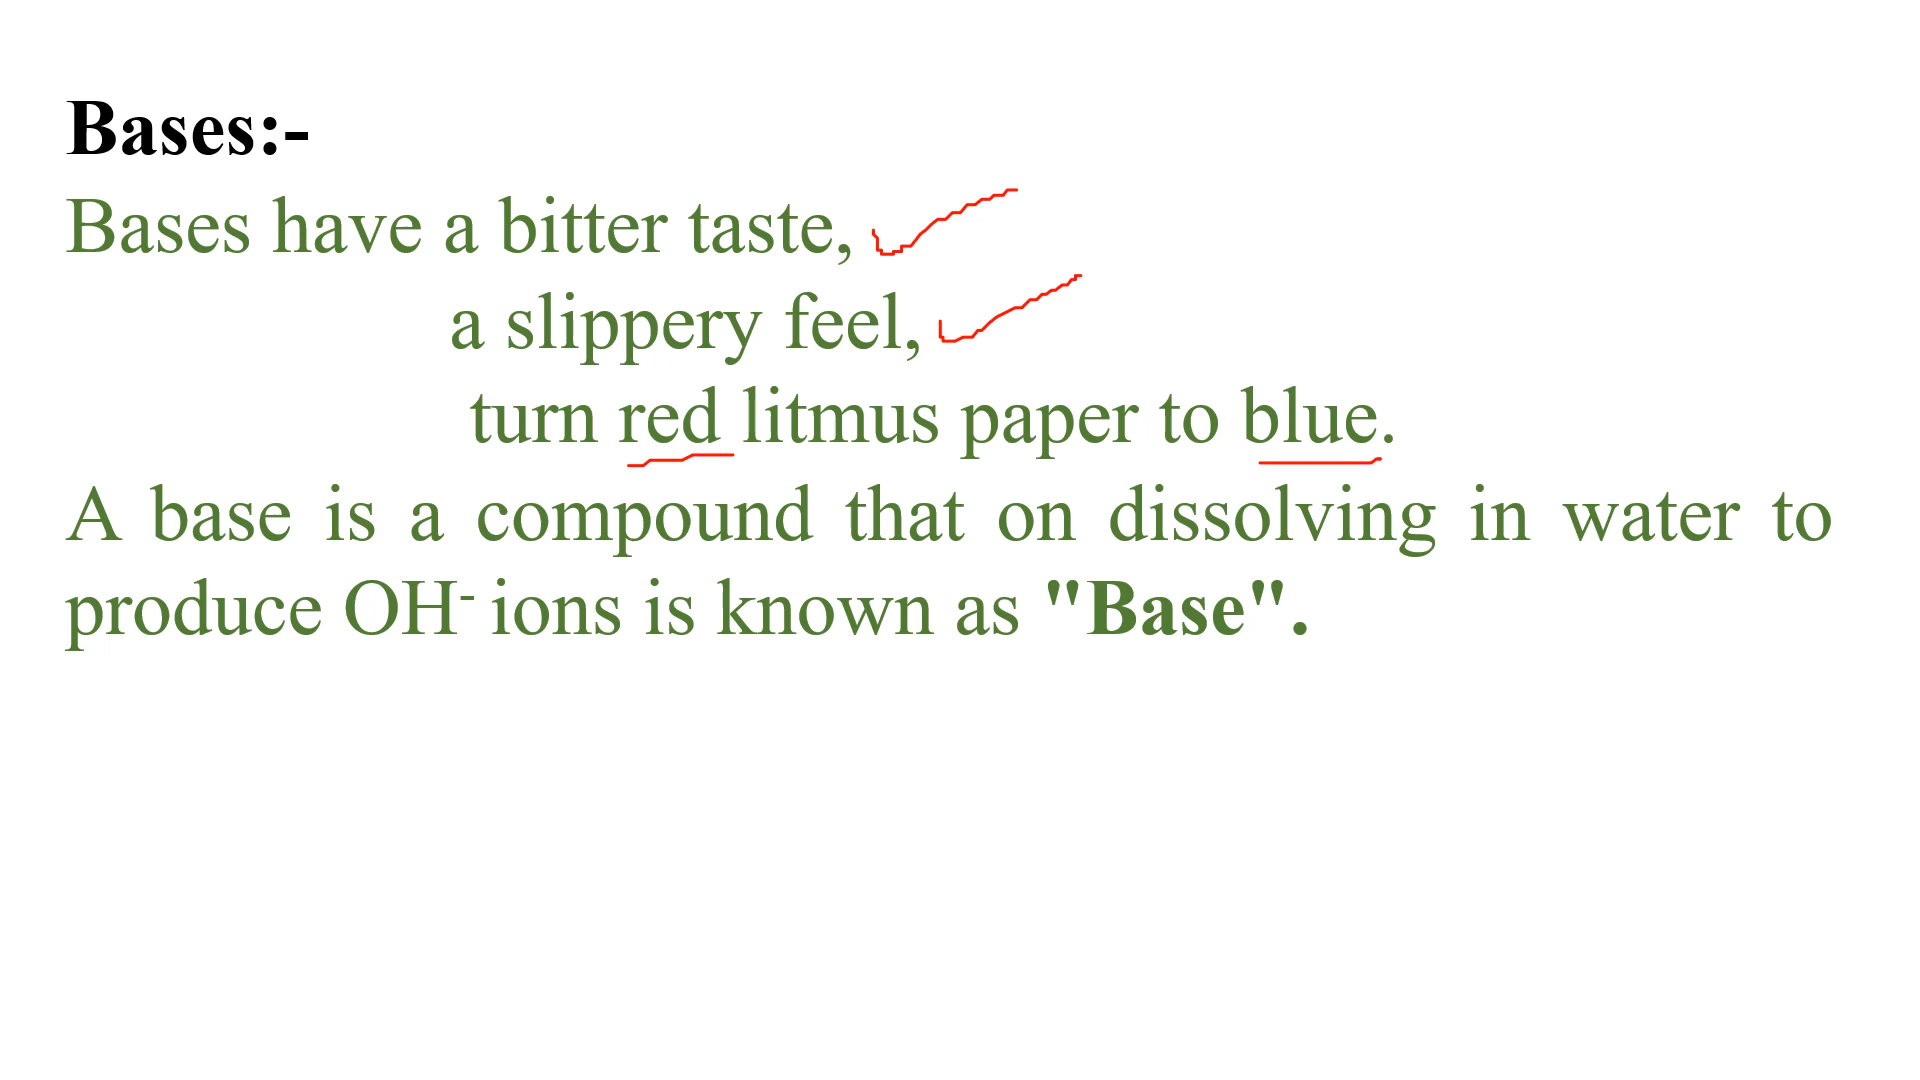 Bases:-
Bases have a bitter taste,
a slippery feel,
turn red litmus paper to blue.
A base is a compound that on dissolving in water to
produce OH⁻ ions is known as "Base".